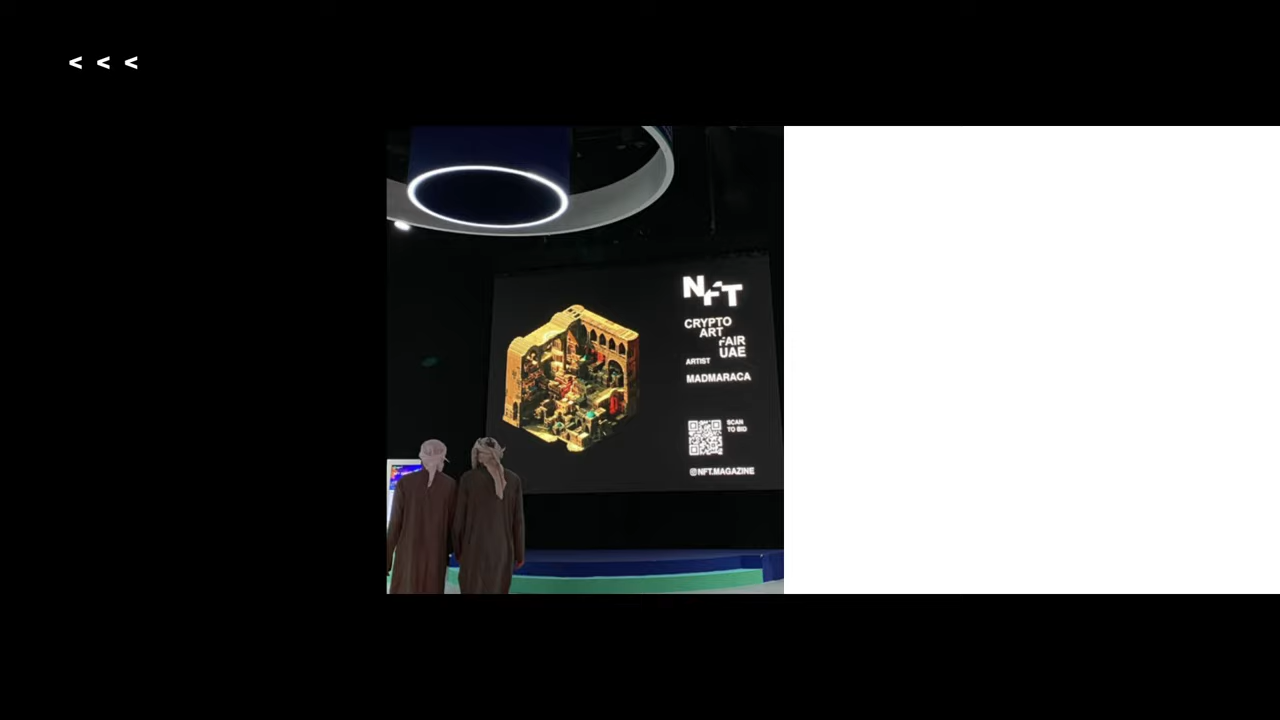 < < <
NFT
CRYPTO
ART
FAIR
UAE
ARTIST
MADMARACA
SCAN
TO BID
@NFT.MAGAZINE